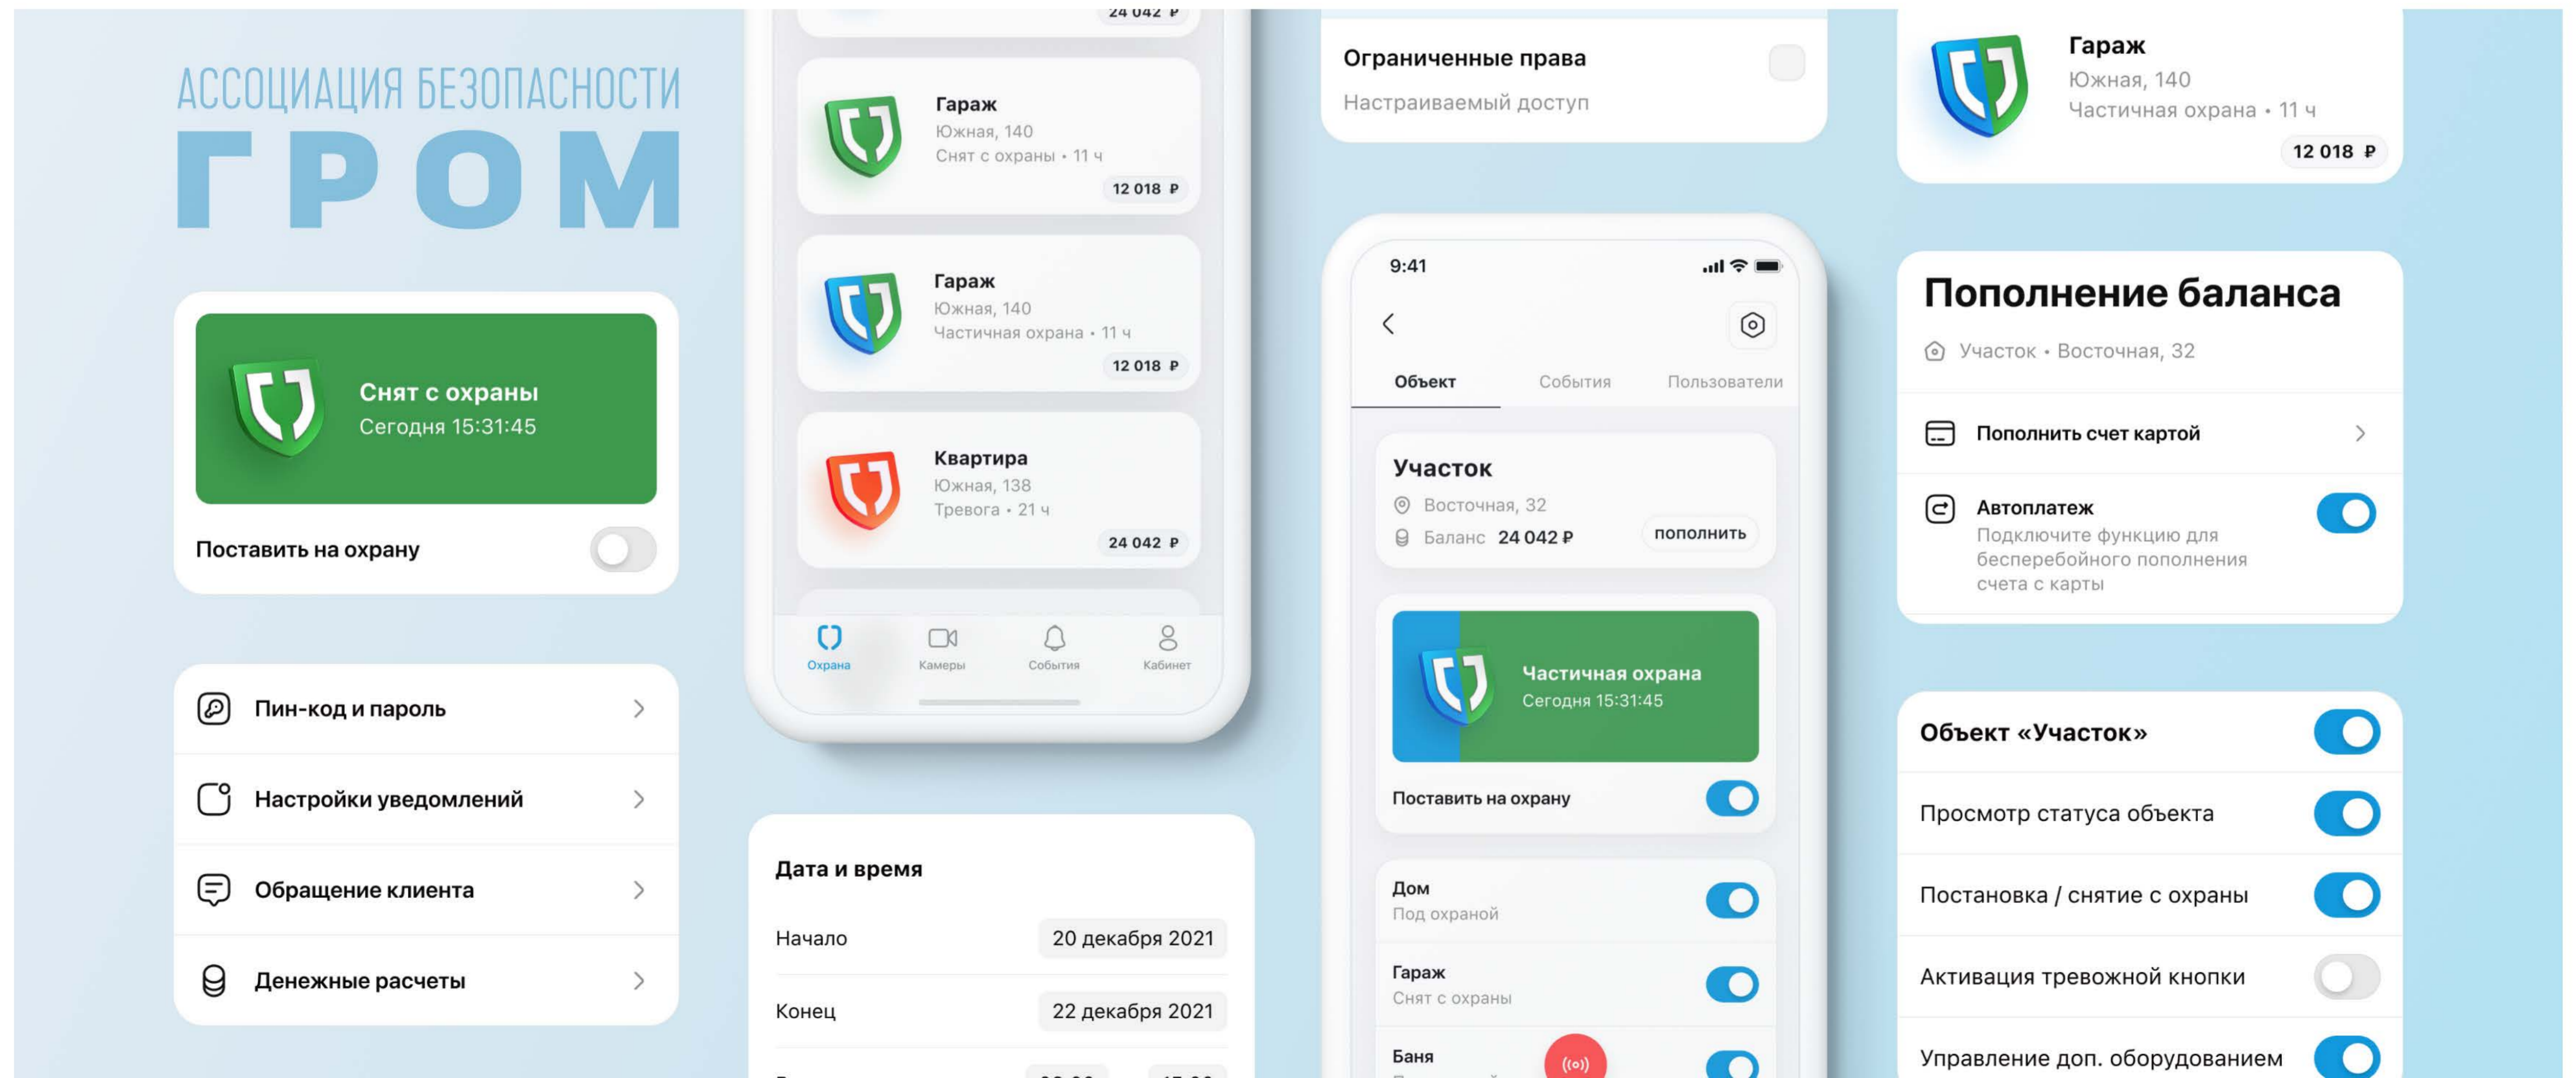 АССОЦИАЦИЯ БЕЗОПАСНОСТИ
ГРОМ
Снят с охраны
Сегодня 15:31:45
Поставить на охрану
Пин-код и пароль
Настройки уведомлений
Обращение клиента
Денежные расчеты
24 042 ₽
Гараж
Южная, 140
Снят с охраны • 11 ч
12 018 ₽
Гараж
Южная, 140
Частичная охрана • 11 ч
12 018 ₽
Квартира
Южная, 138
Тревога • 21 ч
24 042 ₽
Охрана
Камеры
События
Кабинет
Дата и время
Начало
20 декабря 2021
Конец
22 декабря 2021
Ограниченные права
Настраиваемый доступ
9:41
Объект
События
Пользователи
Участок
Восточная, 32
Баланс 24 042 ₽
пополнить
Частичная охрана
Сегодня 15:31:45
Поставить на охрану
Дом
Под охраной
Гараж
Снят с охраны
Баня
Гараж
Южная, 140
Частичная охрана • 11 ч
12 018 ₽
Пополнение баланса
Участок • Восточная, 32
Пополнить счет картой
Автоплатеж
Подключите функцию для
бесперебойного пополнения
счета с карты
Объект «Участок»
Просмотр статуса объекта
Постановка / снятие с охраны
Активация тревожной кнопки
Управление доп. оборудованием